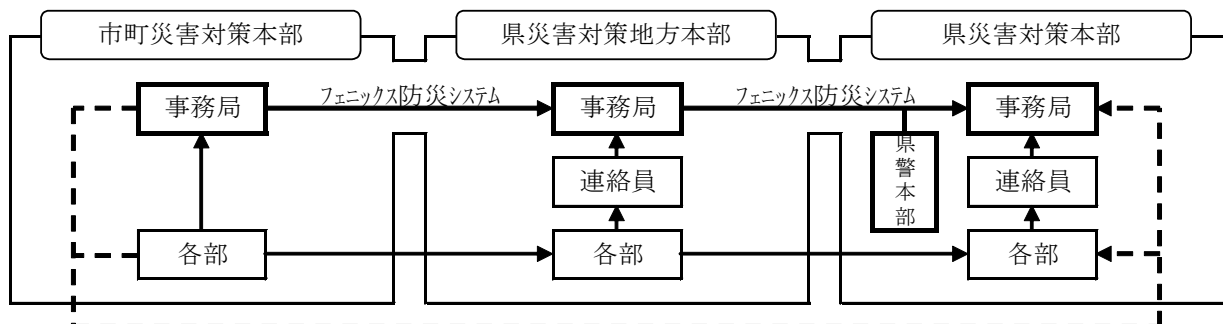 市町災害対策本部
県災害対策地方本部
県災害対策本部
事務局
フェニックス防災システム
事務局
フェニックス防災システム
事務局
県警本部
連絡員
連絡員
各部
各部
各部